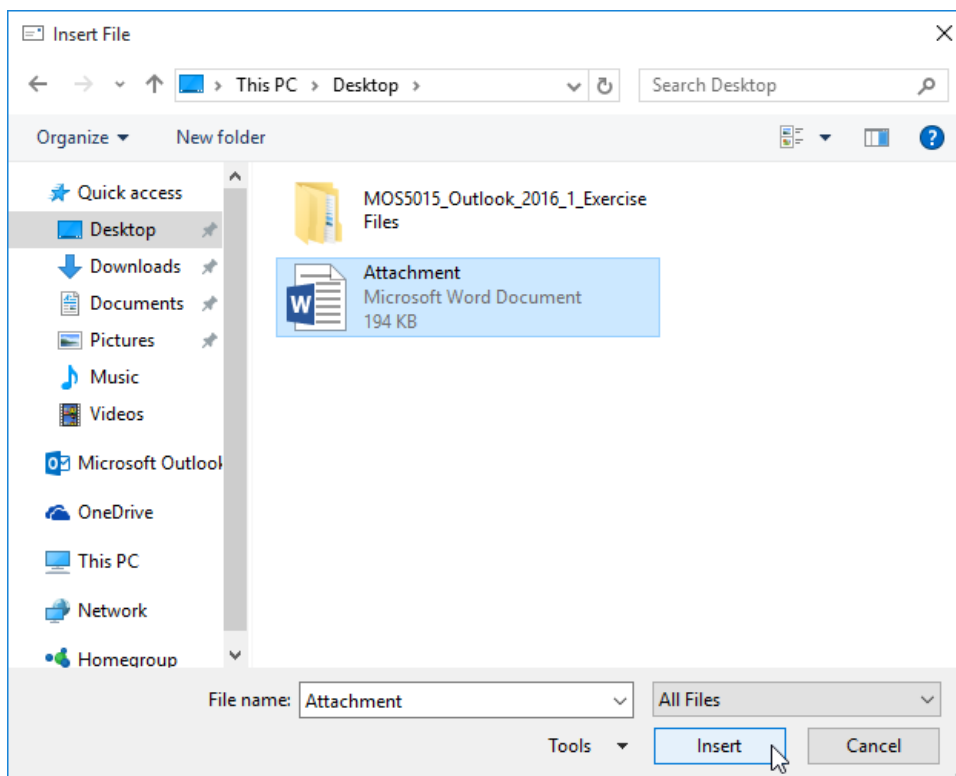 Insert File
This PC > Desktop >
Search Desktop
Organize
New folder
?
Quick access
Desktop
Downloads
Documents
Pictures
Music
Videos
Microsoft Outlook
OneDrive
This PC
Network
Homegroup
MOS5015_Outlook_2016_1_Exercise
Files
W
Attachment
Microsoft Word Document
194 KB
File name:
Attachment
All Files
Tools
Insert
Cancel